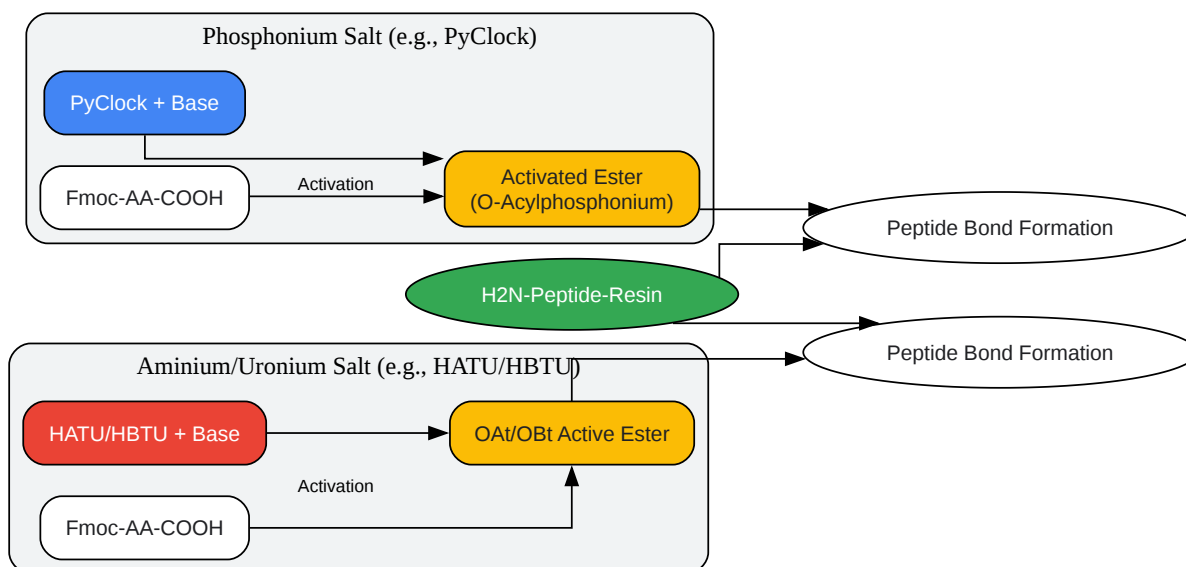 Phosphonium Salt (e.g., PyClock)
PyClock + Base
Fmoc-AA-COOH
Activation
Activated Ester
(O-Acylphosphonium)
Peptide Bond Formation
H2N-Peptide-Resin
Peptide Bond Formation
Aminium/Uronium Salt (e.g., HATU/HBTU)
HATU/HBTU + Base
OAt/OBt Active Ester
Activation
Fmoc-AA-COOH